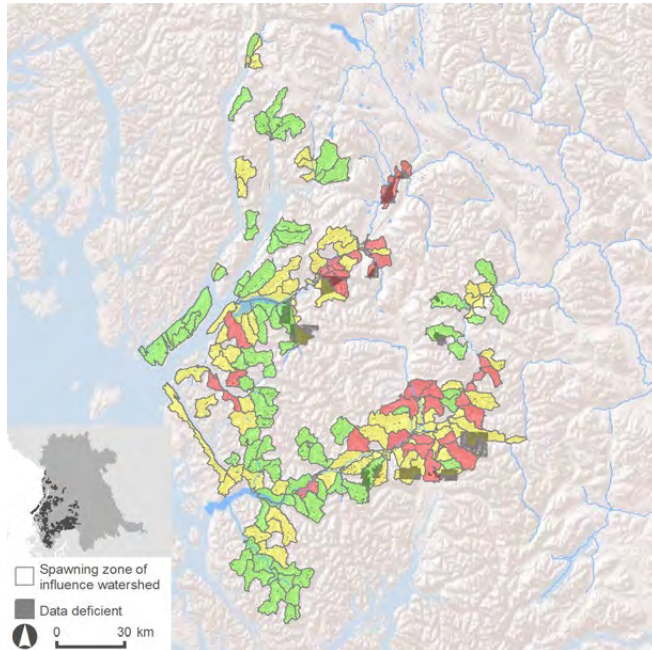 Spawning zone of
influence watershed
Data deficient
0 30 km